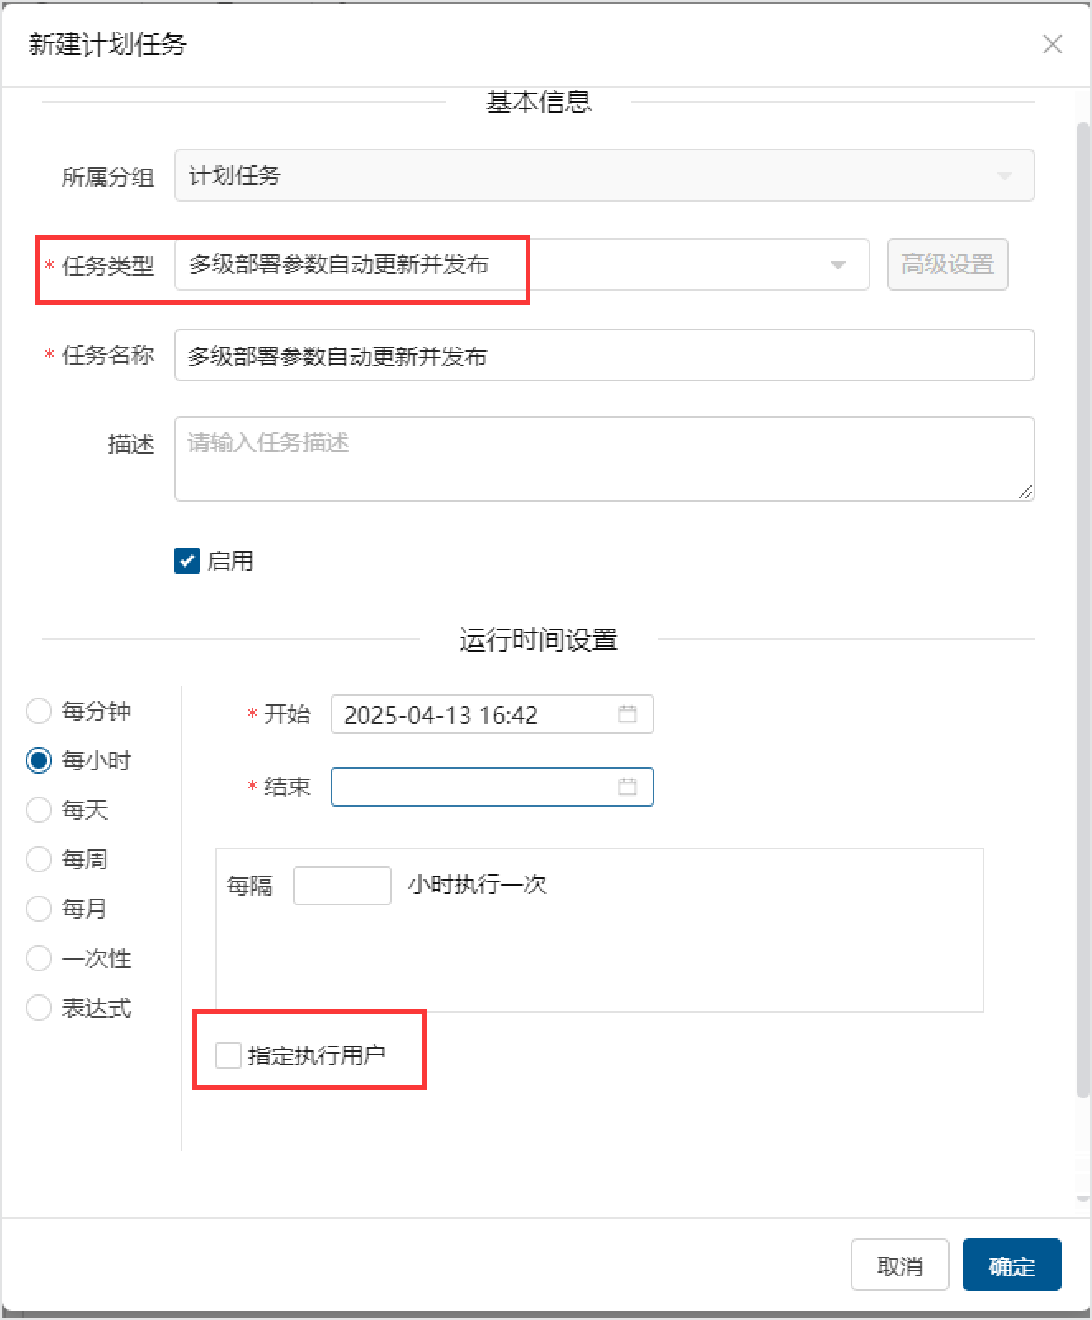 新建计划任务
基本信息
所属分组 计划任务
* 任务类型 多级部署参数自动更新并发布 高级设置
* 任务名称 多级部署参数自动更新并发布
描述 请输入任务描述
启用
运行时间设置
每分钟
每小时
每天
每周
每月
一次性
表达式
* 开始 2025-04-13 16:42
* 结束
每隔 小时执行一次
指定执行用户
取消 确定